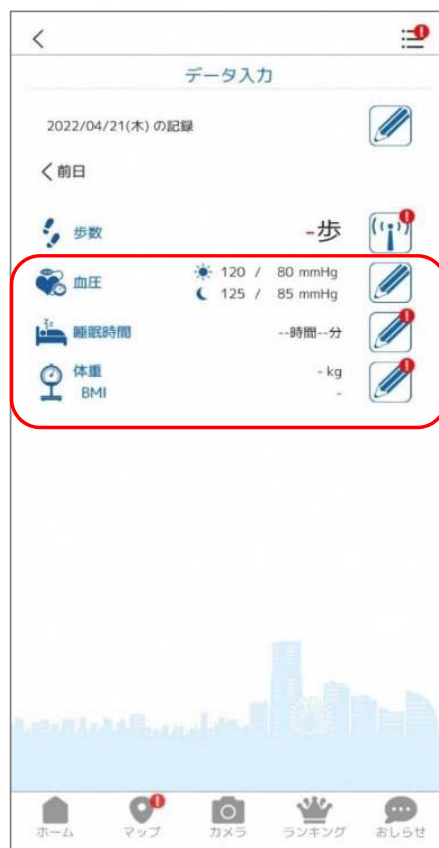 データ入力
2022/04/21(木) の記録
く前日
歩数 -歩
血圧 120 / 80 mmHg
125 / 85 mmHg
睡眠時間 --時間--分
体重 - kg
BMI -
ホーム マップ カメラ ランキング おしらせ